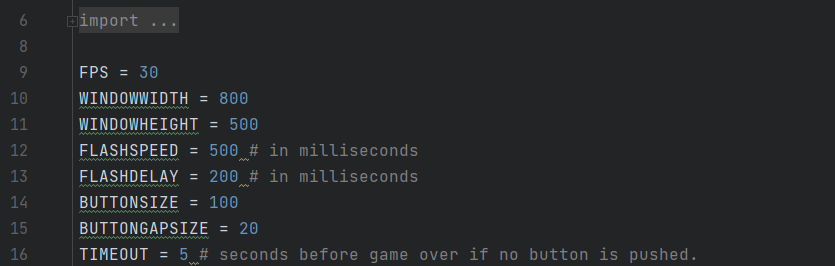 6 import ...
8
9 FPS = 30
10 WINDOWWIDTH = 800
11 WINDOWHEIGHT = 500
12 FLASHSPEED = 500 # in milliseconds
13 FLASHDELAY = 200 # in milliseconds
14 BUTTONSIZE = 100
15 BUTTONGAPSIZE = 20
16 TIMEOUT = 5 # seconds before game over if no button is pushed.